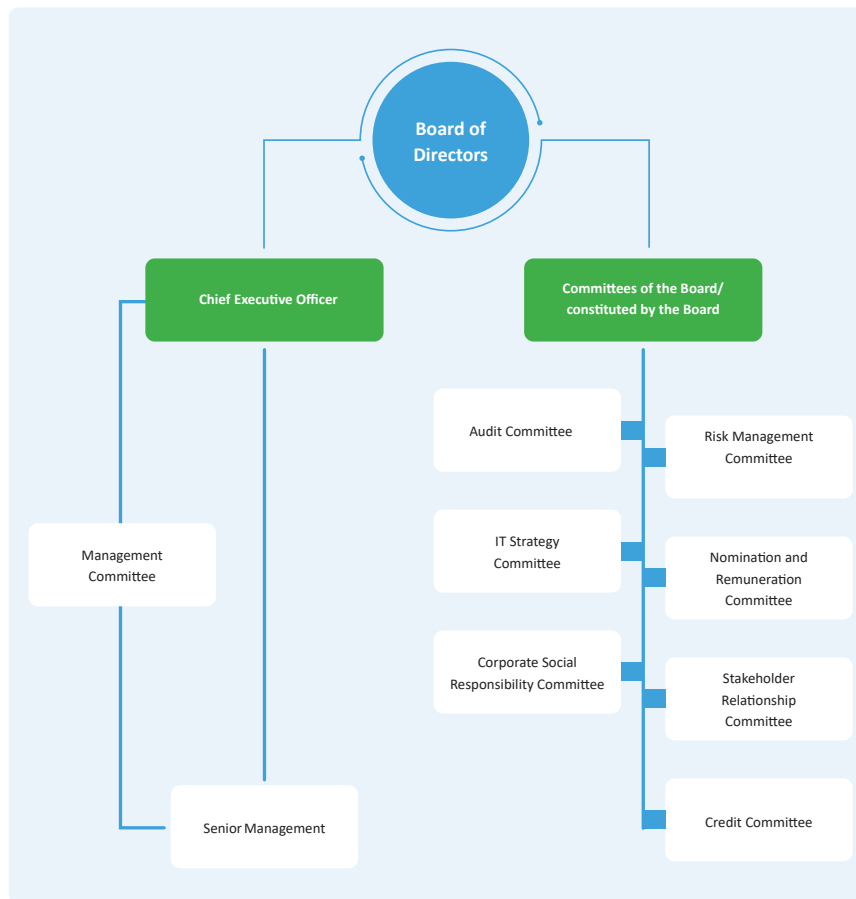 Board of
Directors
Chief Executive Officer
Committees of the Board/
constituted by the Board
Audit Committee
Risk Management
Committee
IT Strategy
Committee
Management
Committee
Nomination and
Remuneration
Committee
Corporate Social
Responsibility Committee
Stakeholder
Relationship
Committee
Senior Management
Credit Committee